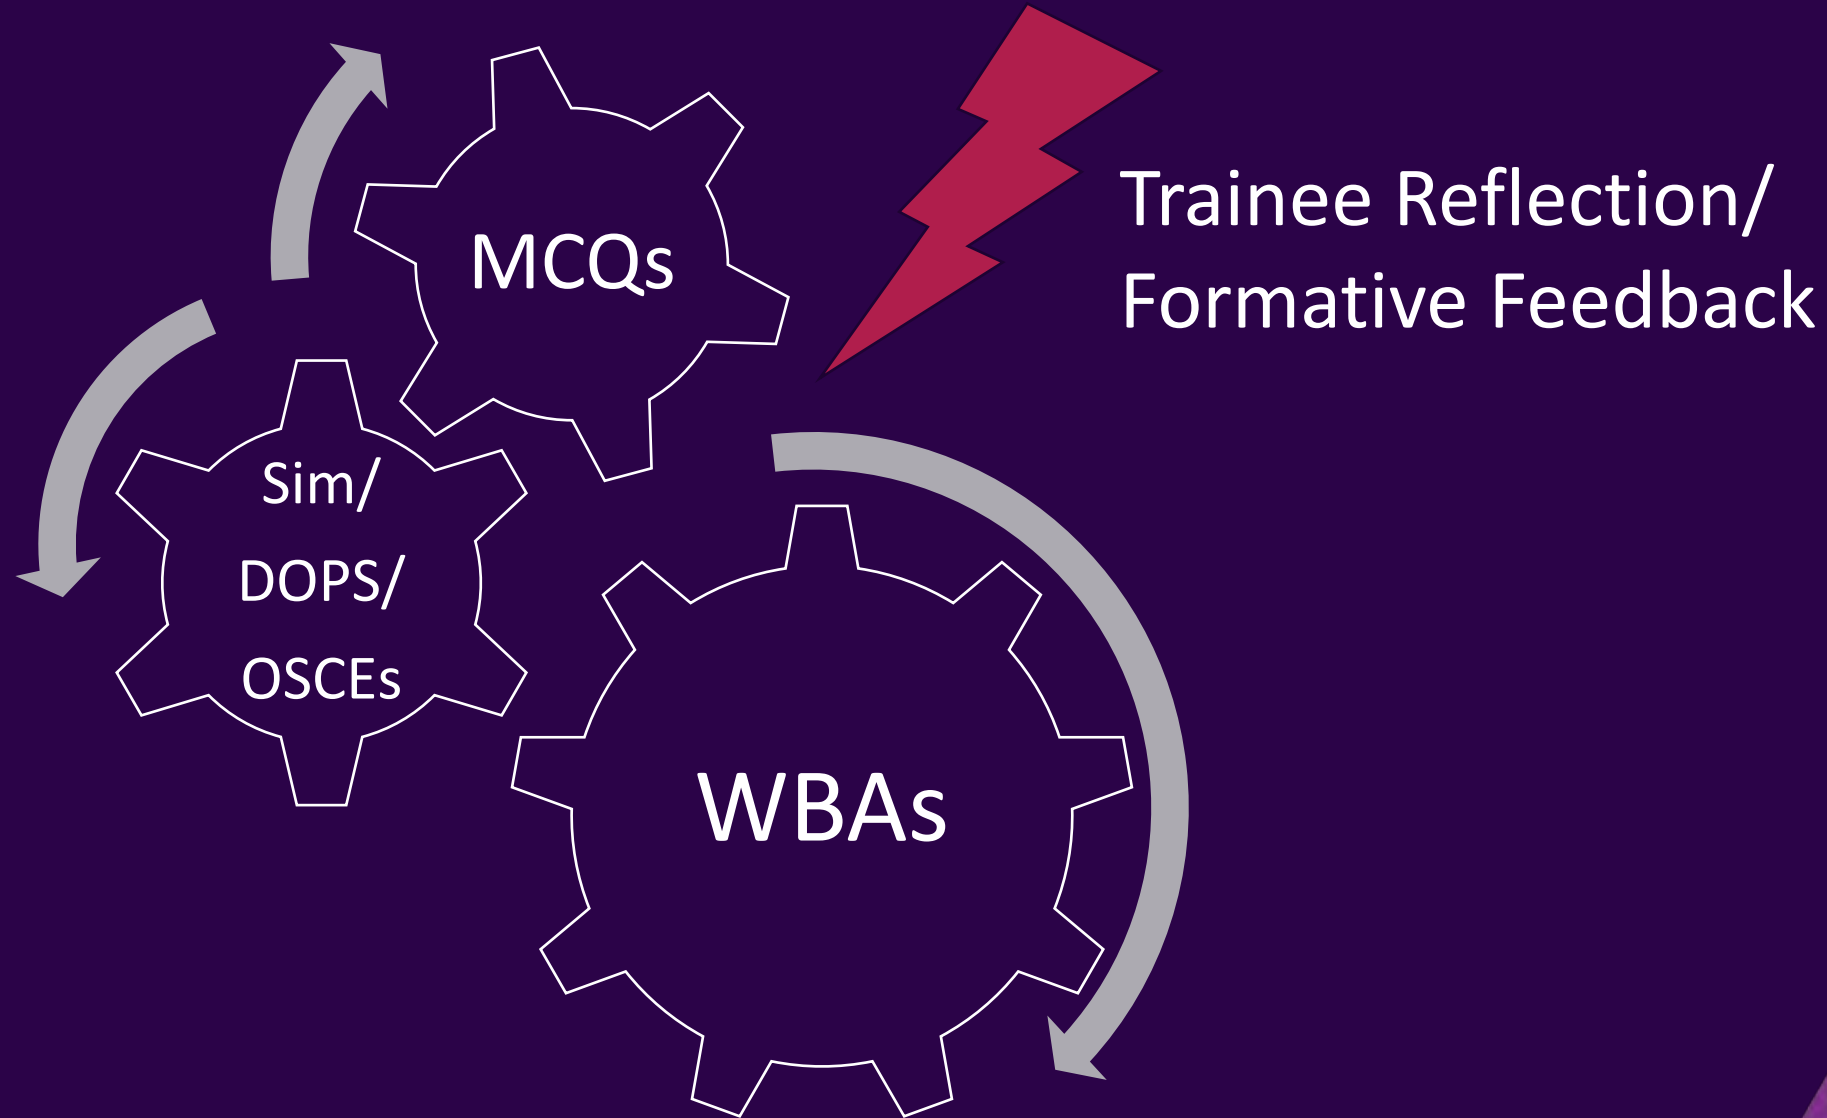 MCQs
Trainee Reflection/
Formative Feedback
Sim/
DOPS/
OSCEs
WBAs